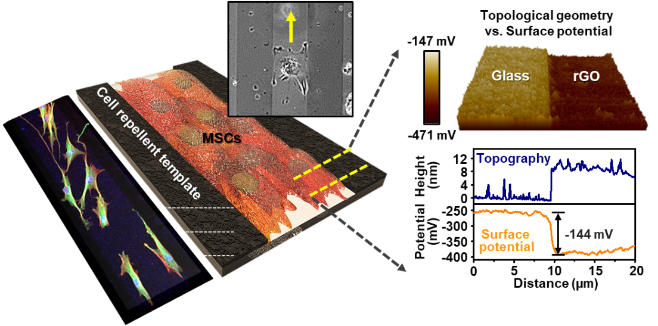 Topological geometry
vs. Surface potential
-147 mV
-471 mV
Glass
rGO
Cell repellent template
MSCs
Height
(nm)
12
8
4
0
Topography
Potential
(mV)
-250
-300
-350
-400
Surface
potential
-144 mV
0 5 10 15 20
Distance (μm)